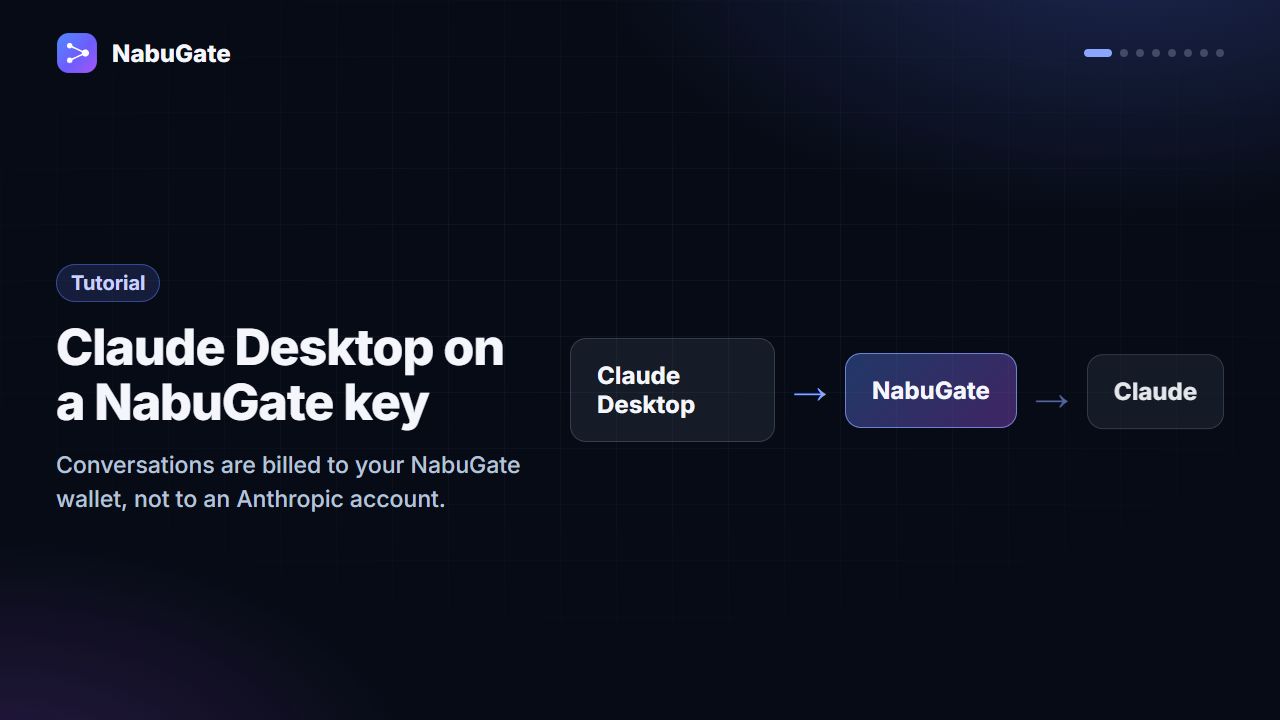 NabuGate
Tutorial
Claude Desktop on
a NabuGate key
Conversations are billed to your NabuGate
wallet, not to an Anthropic account.
Claude
Desktop
→
NabuGate
→
Claude